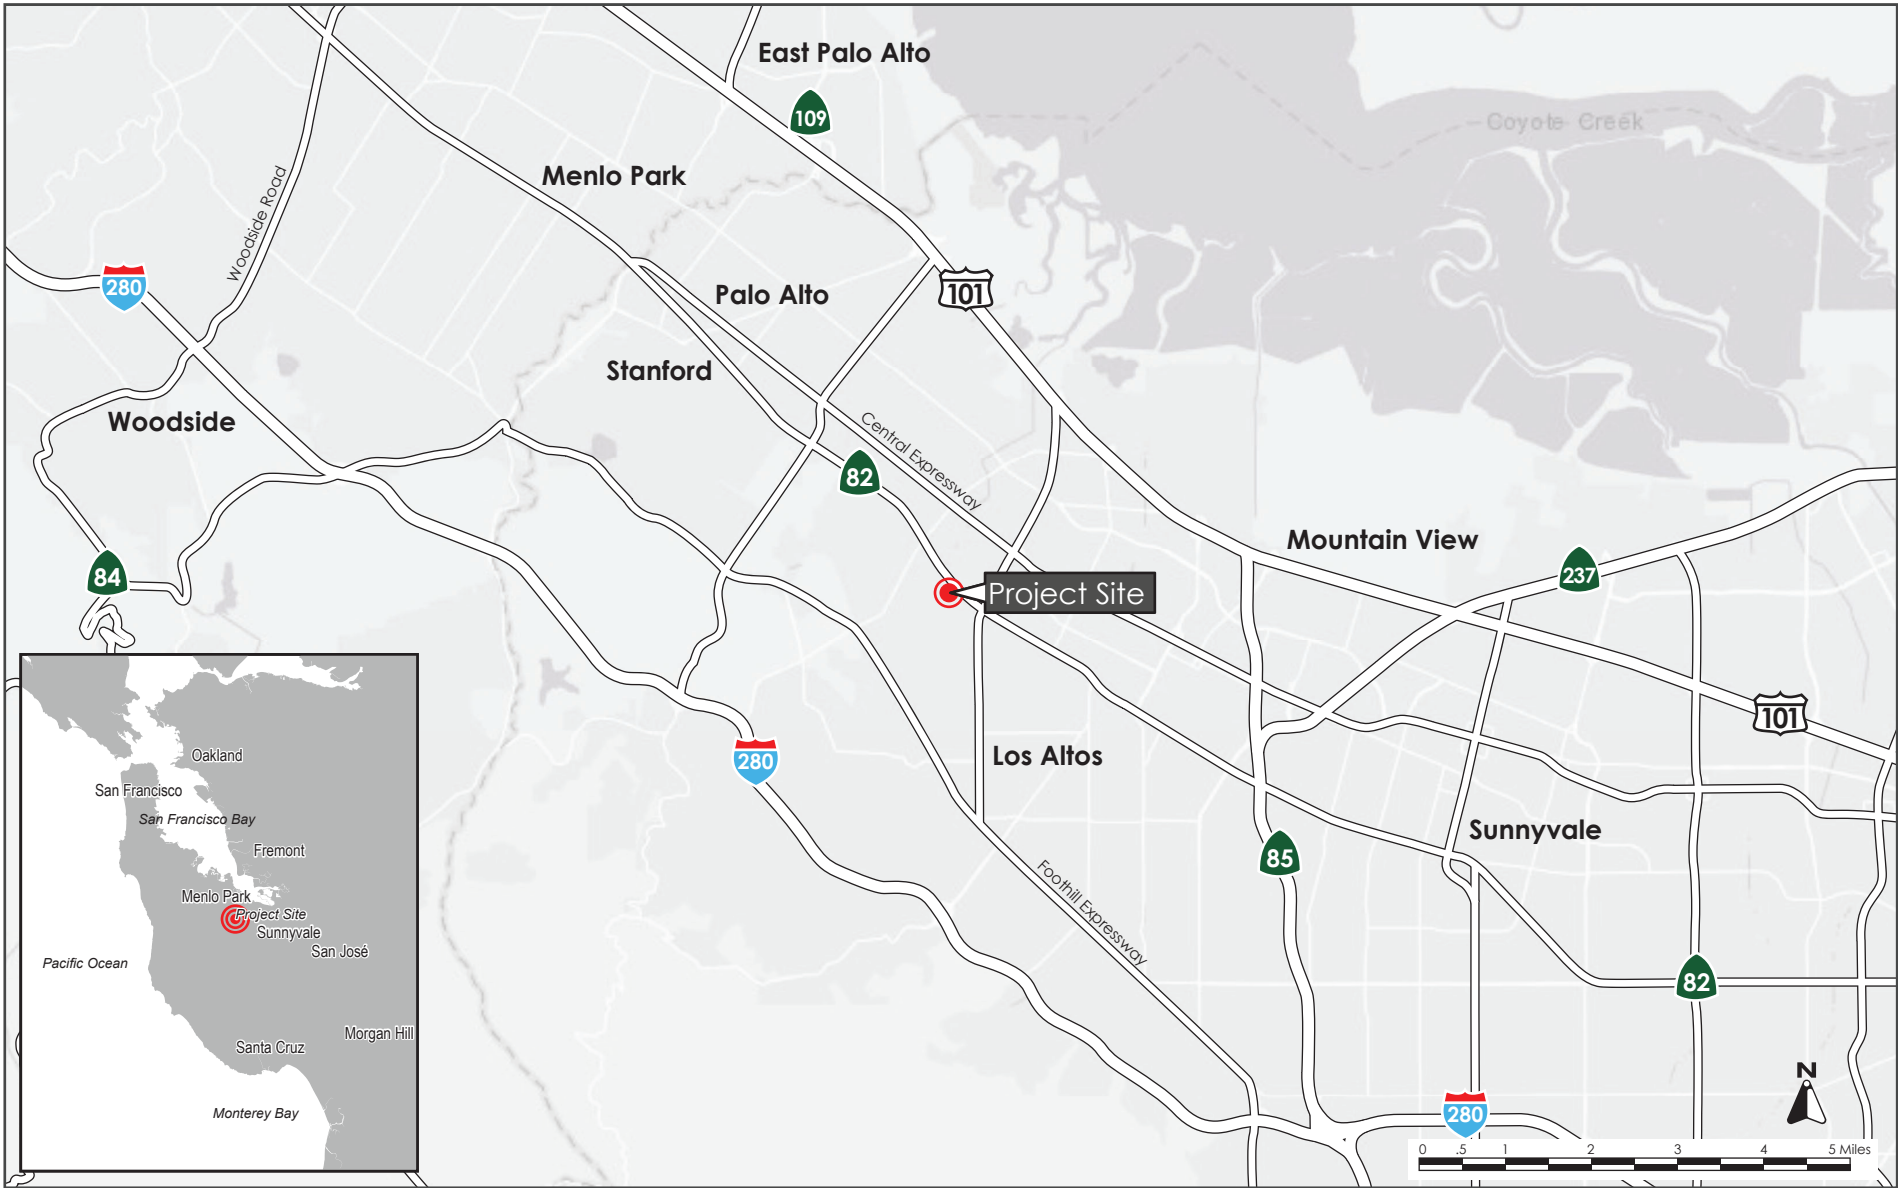 East Palo Alto
109
Coyote Creek
Menlo Park
Woodside Road
280
Palo Alto
101
Stanford
Woodside
Central Expressway
82
Mountain View
237
84
Project Site
101
Los Altos
280
Sunnyvale
85
Foothill Expressway
82
280
N
0 .5 1 2 3 4 5 Miles
Oakland
San Francisco
San Francisco Bay
Fremont
Menlo Park
Project Site
Sunnyvale
San José
Pacific Ocean
Morgan Hill
Santa Cruz
Monterey Bay